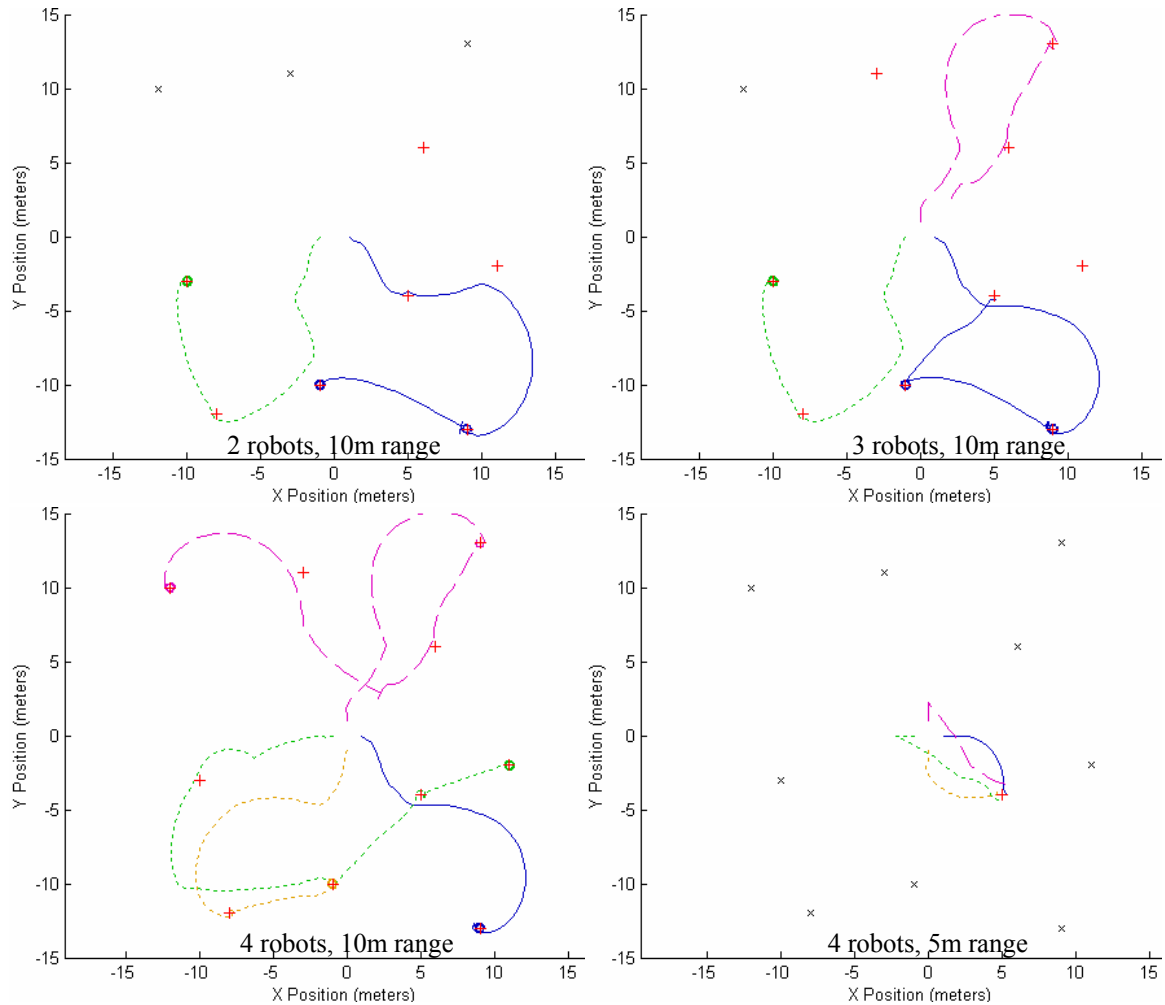 15
10
5
0
-5
-10
-15
Y Position (meters)
2 robots, 10m range
-15 -10 -5 0 5 10 15
X Position (meters)
15
10
5
0
-5
-10
-15
Y Position (meters)
3 robots, 10m range
-15 -10 -5 0 5 10 15
X Position (meters)
15
10
5
0
-5
-10
-15
Y Position (meters)
4 robots, 10m range
-15 -10 -5 0 5 10 15
X Position (meters)
15
10
5
0
-5
-10
-15
Y Position (meters)
4 robots, 5m range
-15 -10 -5 0 5 10 15
X Position (meters)